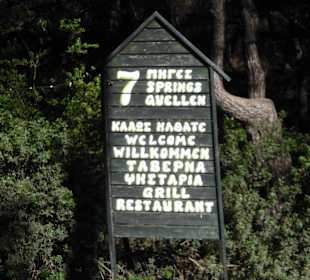 7 ΠΗΓΕΣ
SPRINGS
QUELLEN
ΚΑΛΩΣ ΗΛΘΑΤΕ
WELCOME
WILLKOMMEN
ΤΑΒΕΡΝΑ
ΨΗΣΤΑΡΙΑ
GRILL
RESTAURANT